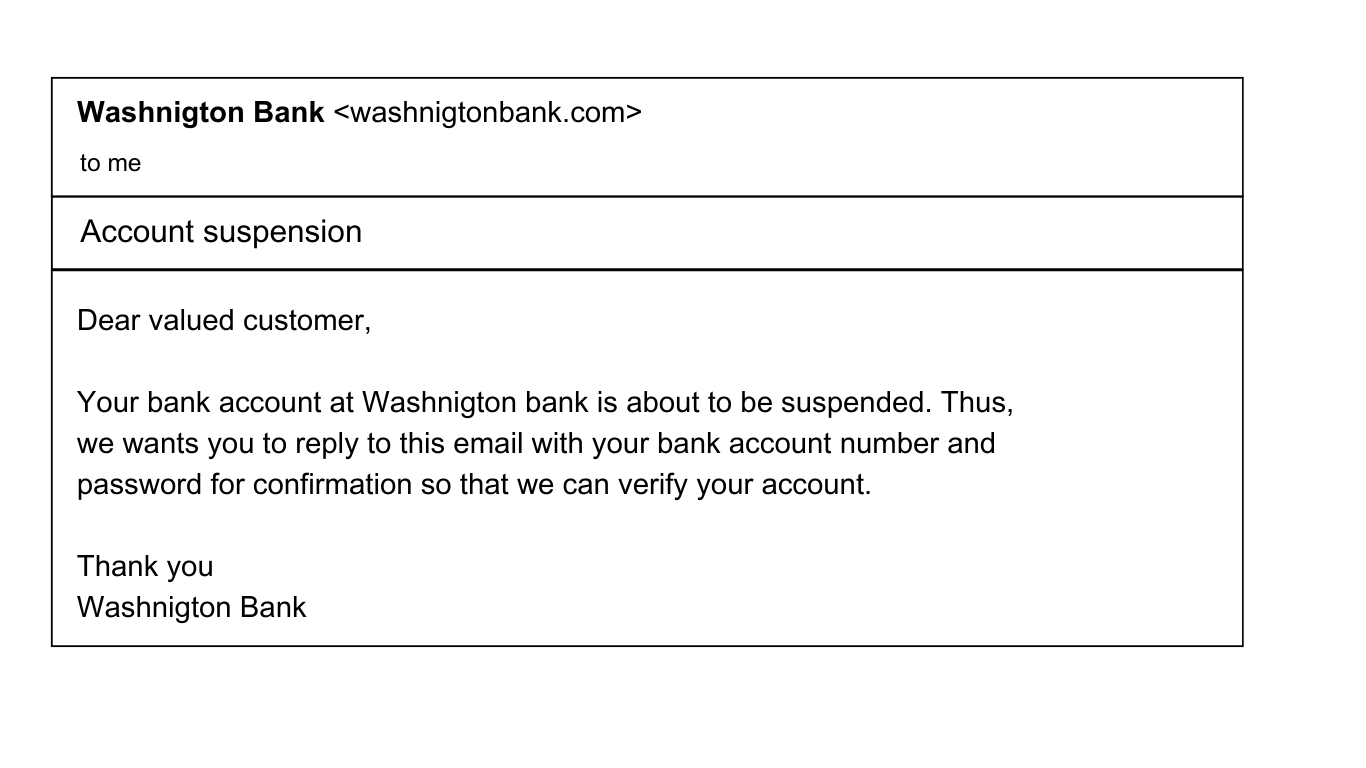 Washnigton Bank <washnigtonbank.com>
to me
Account suspension
Dear valued customer,
Your bank account at Washnigton bank is about to be suspended. Thus,
we wants you to reply to this email with your bank account number and
password for confirmation so that we can verify your account.
Thank you
Washnigton Bank